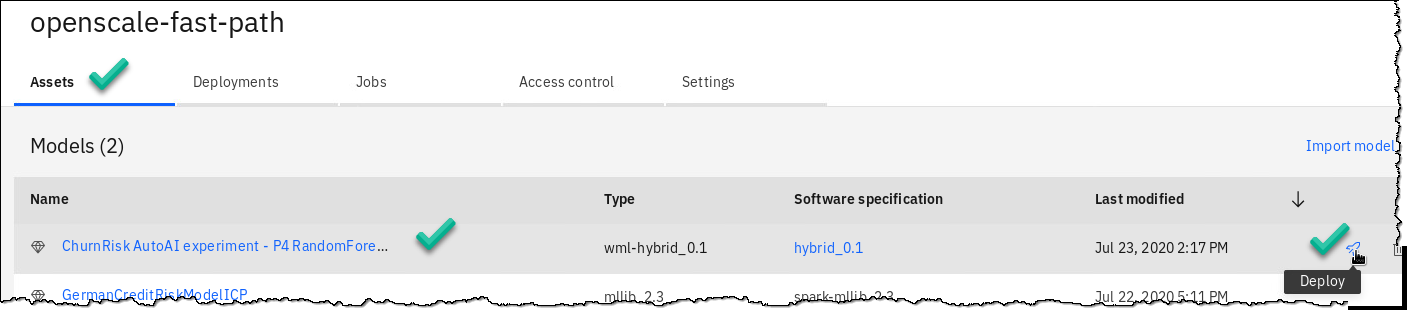 openscale-fast-path
Assets Deployments Jobs Access control Settings
Models (2)
Import model
Name Type Software specification Last modified
ChurnRisk AutoAI experiment - P4 RandomFore... wml-hybrid_0.1 hybrid_0.1 Jul 23, 2020 2:17 PM
Deploy
GermanCreditRiskModelICP mllib_2.3 spark-mllib_2.3 Jul 22, 2020 5:11 PM